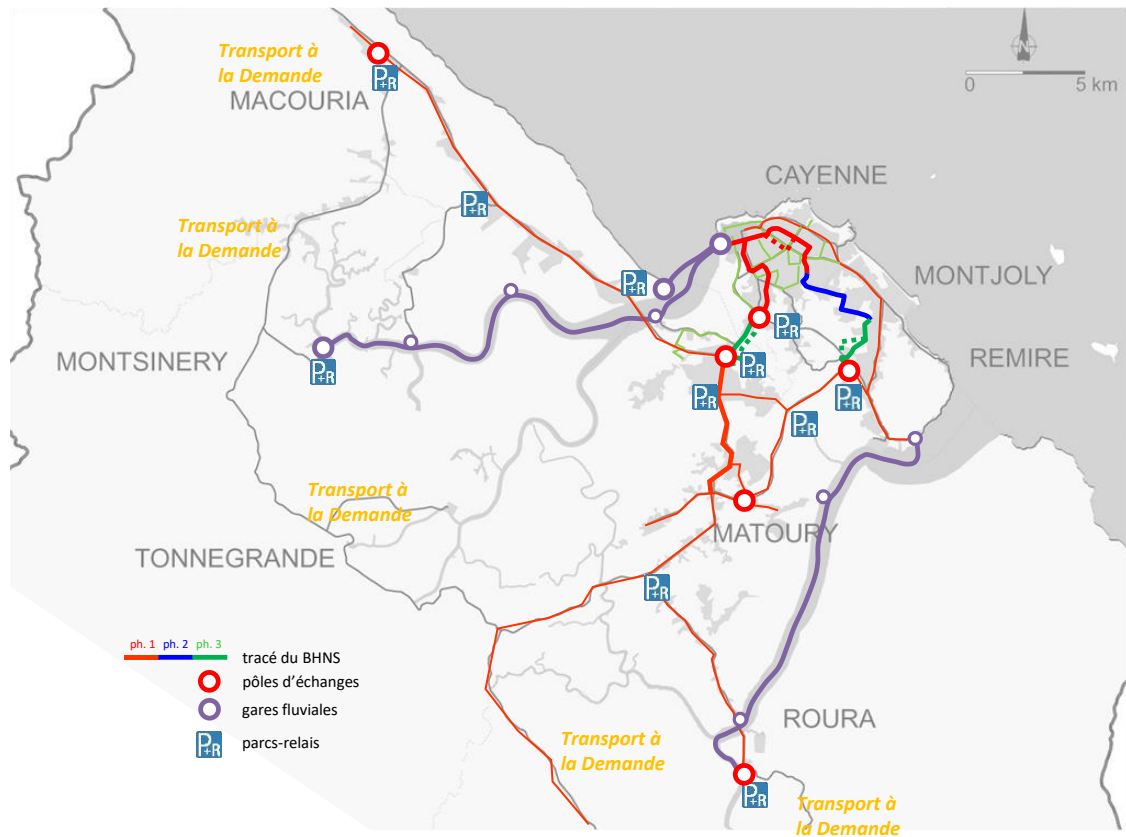 Transport à
la Demande
N
0
5 km
P+R
MACOURIA
CAYENNE
P+R
Transport à
la Demande
MONTJOLY
P+R
P+R
REMIRE
MONTSINERY
P+R
P+R
P+R
P+R
P+R
Transport à
la Demande
MATOURY
TONNEGRANDE
P+R
ph. 1 ph. 2 ph. 3
tracé du BHNS
pôles d’échanges
gares fluviales
P+R
parcs-relais
ROURA
Transport à
la Demande
P+R
Transport à
la Demande